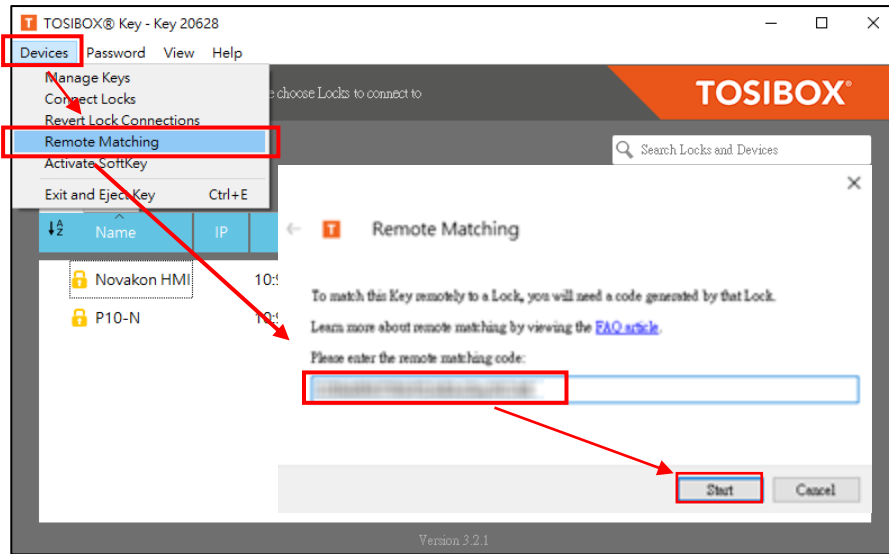 TOSIBOX® Key - Key 20628
Devices Password View Help
Manage Keys
Connect Locks
Revert Lock Connections
Remote Matching
Activate SoftKey
Exit and Eject Key Ctrl+E
choose Locks to connect to
TOSIBOX®
Search Locks and Devices
Name IP
Novakon HMI 10:
P10-N 10:
Remote Matching
To match this Key remotely to a Lock, you will need a code generated by that Lock.
Learn more about remote matching by viewing the FAQ article.
Please enter the remote matching code:
Start Cancel
Version 3.2.1